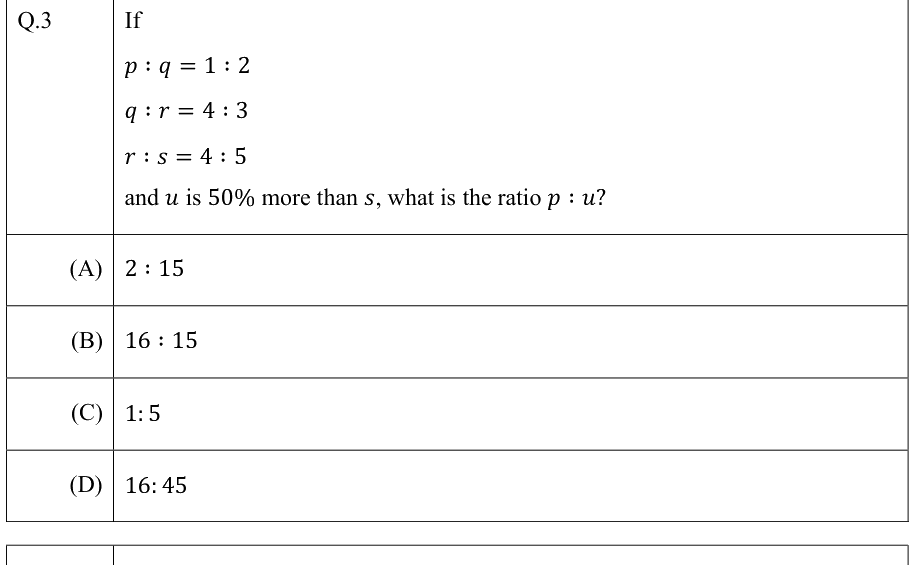 Q.3 If
p : q = 1 : 2
q : r = 4 : 3
r : s = 4 : 5
and u is 50% more than s, what is the ratio p : u?
(A) 2 : 15
(B) 16 : 15
(C) 1: 5
(D) 16: 45